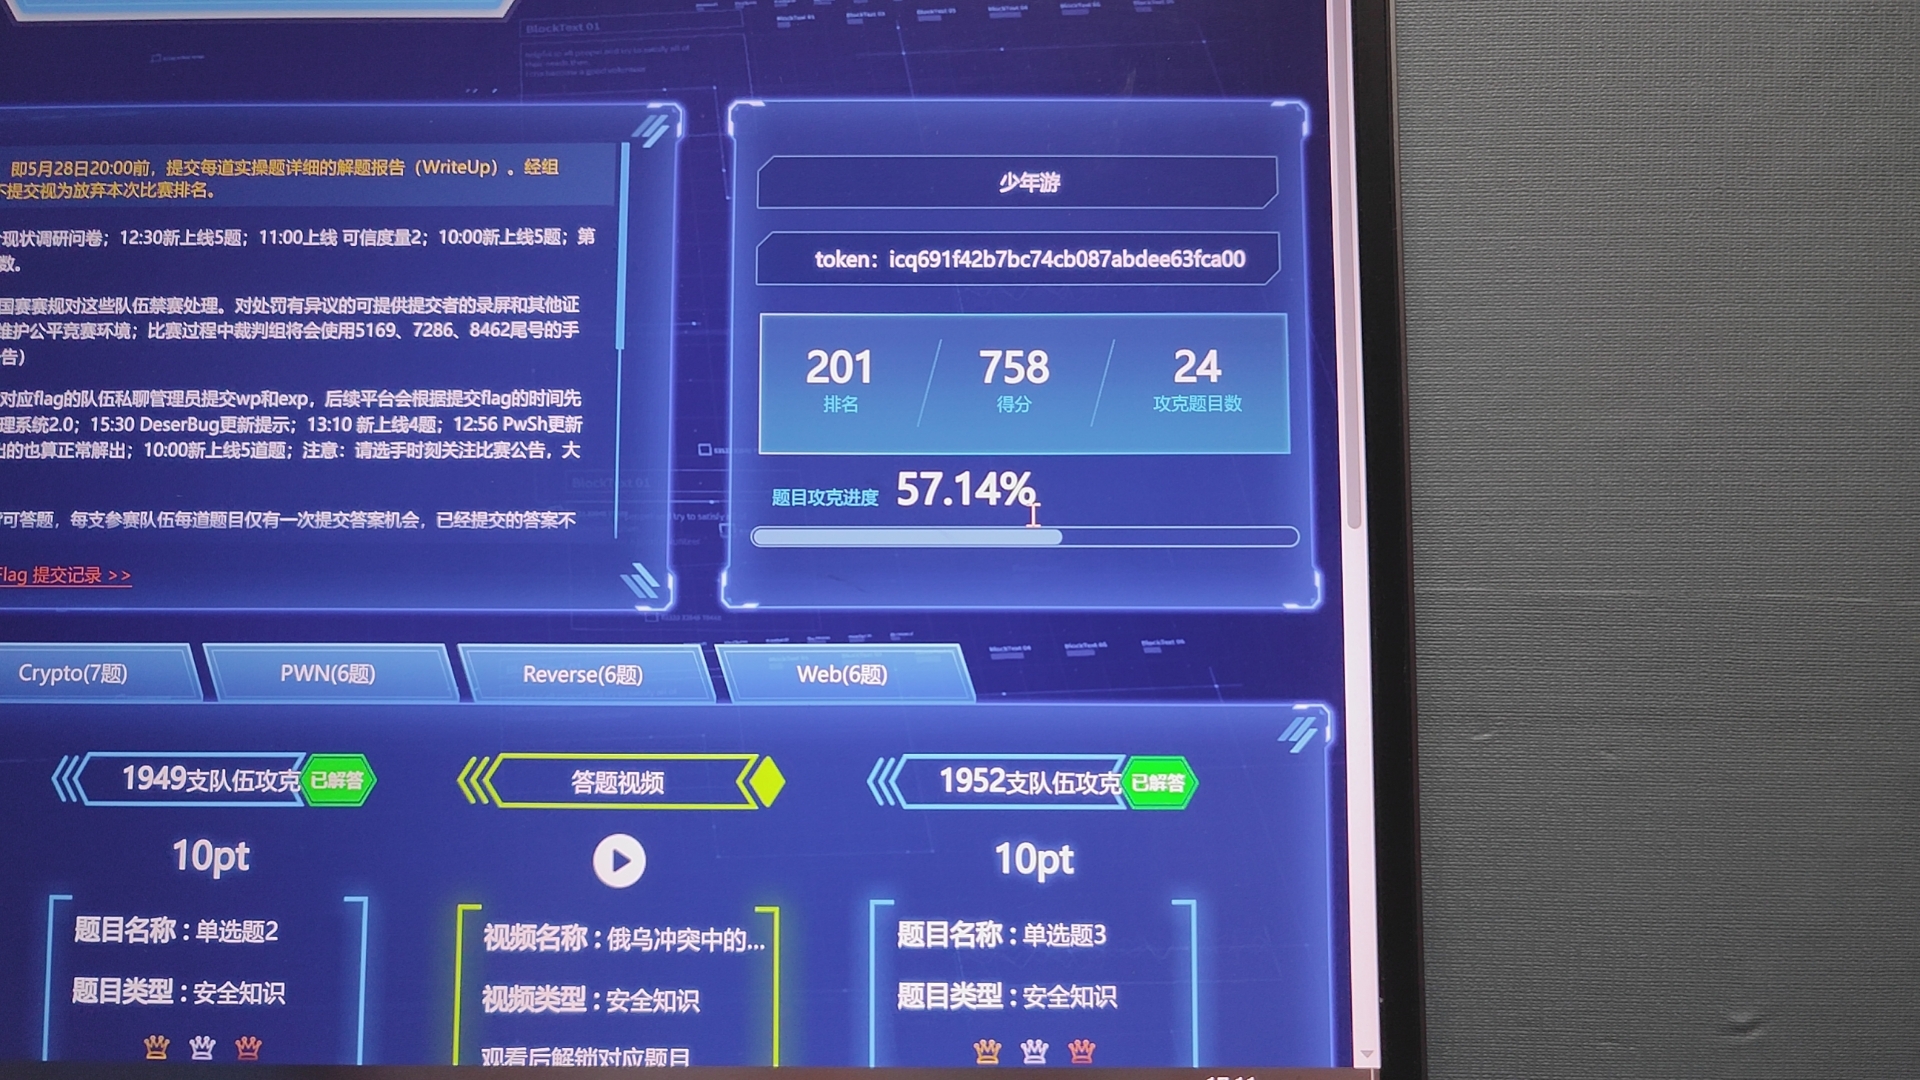 BlockText 01
即5月28日20:00前，提交每道实操题详细的解题报告（WriteUp）。经组
不提交视为放弃本次比赛排名。
现状调研问卷；12:30新上线5题；11:00上线 可信度量2；10:00新上线5题；第
数。
国赛赛规对这些队伍禁赛处理。对处罚有异议的可提供提交者的录屏和其他证
维护公平竞赛环境；比赛过程中裁判组将会使用5169、7286、8462尾号的手
告）
对应flag的队伍私聊管理员提交wp和exp，后续平台会根据提交flag的时间先
理系统2.0；15:30 DeserBug更新提示；13:10 新上线4题；12:56 PwSh更新
出的也算正常解出；10:00新上线5道题；注意：请选手时刻关注比赛公告，大
可答题，每支参赛队伍每道题目仅有一次提交答案机会，已经提交的答案不
Flag 提交记录 >>
少年游
token：icq691f42b7bc74cb087abdee63fca00
201 758 24
排名 得分 攻克题目数
题目攻克进度 57.14%
Crypto(7题) PWN(6题) Reverse(6题) Web(6题)
1949支队伍攻克 已解答
10pt
题目名称 : 单选题2
题目类型 : 安全知识
答题视频
视频名称 : 俄乌冲突中的...
视频类型 : 安全知识
观看后解锁对应题目
1952支队伍攻克 已解答
10pt
题目名称 : 单选题3
题目类型 : 安全知识